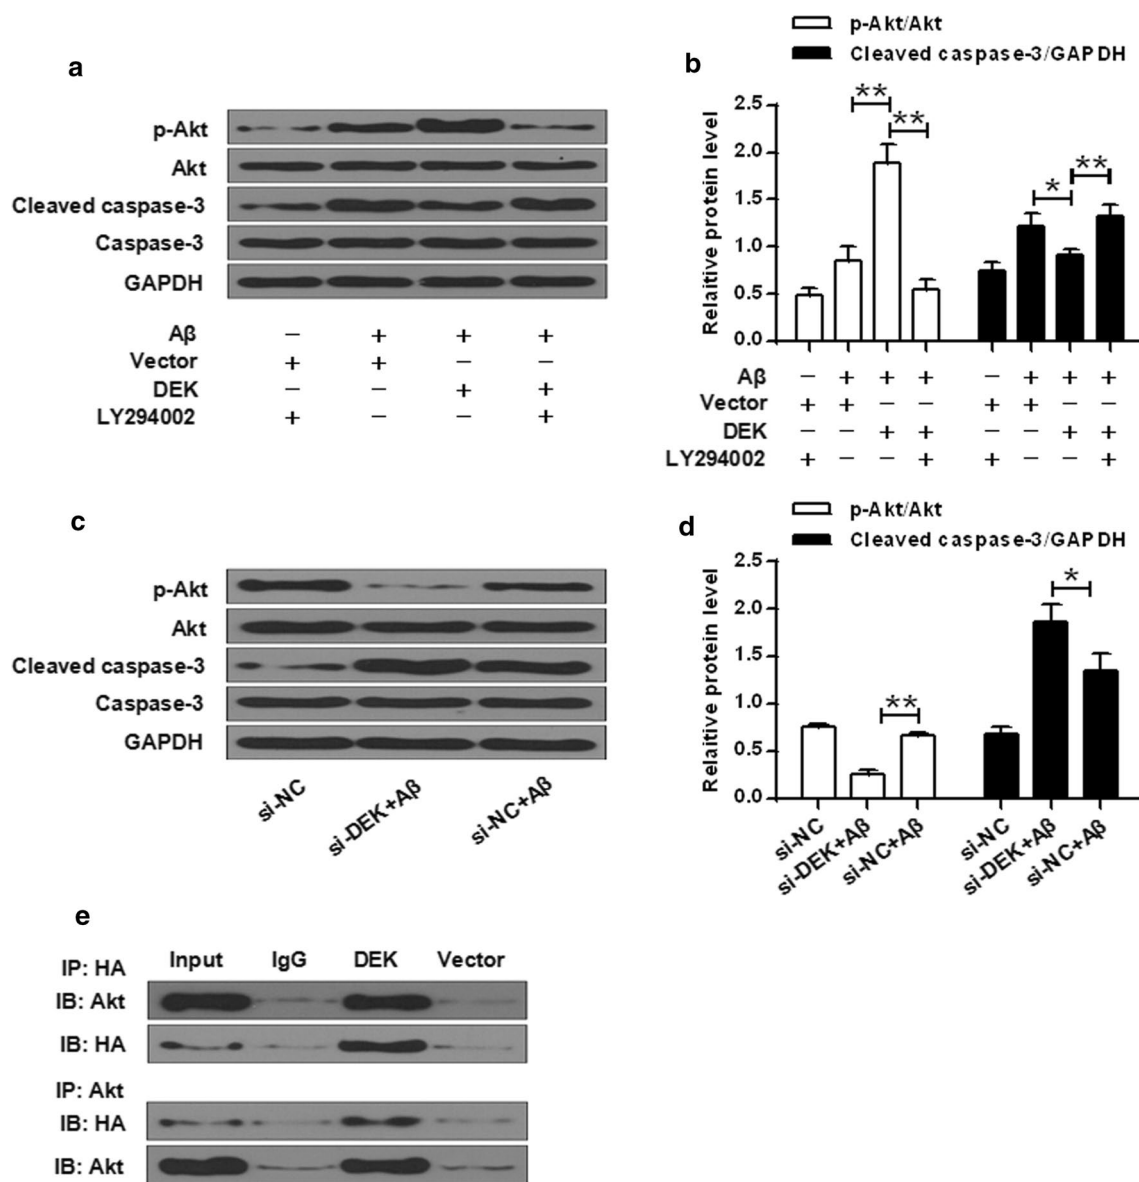 a
p-Akt
Akt
Cleaved caspase-3
Caspase-3
GAPDH
Aβ − + + +
Vector + + − −
DEK − − + +
LY294002 + − − +
b
p-Akt/Akt
Cleaved caspase-3/GAPDH
Relaitive protein level
2.5
2.0
1.5
1.0
0.5
0.0
** ** * **
Aβ − + + + − + + +
Vector + + − − + + − −
DEK − − + + − − + +
LY294002 + − − + + − − +
c
p-Akt
Akt
Cleaved caspase-3
Caspase-3
GAPDH
si-NC si-DEK+Aβ si-NC+Aβ
d
p-Akt/Akt
Cleaved caspase-3/GAPDH
Relaitive protein level
2.5
2.0
1.5
1.0
0.5
0.0
** *
si-NC si-DEK+Aβ si-NC+Aβ si-NC si-DEK+Aβ si-NC+Aβ
e
IP: HA Input IgG DEK Vector
IB: Akt
IB: HA
IP: Akt
IB: HA
IB: Akt